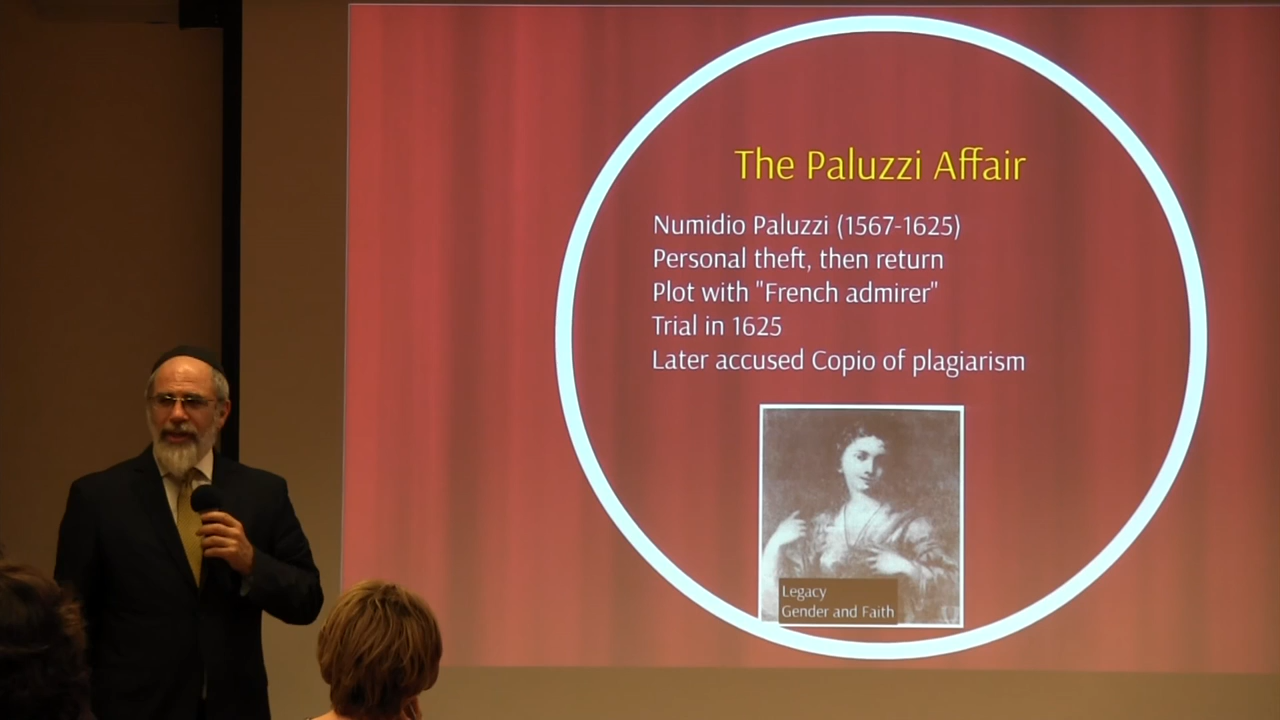 The Paluzzi Affair
Numidio Paluzzi (1567-1625)
Personal theft, then return
Plot with "French admirer"
Trial in 1625
Later accused Copio of plagiarism
Legacy
Gender and Faith